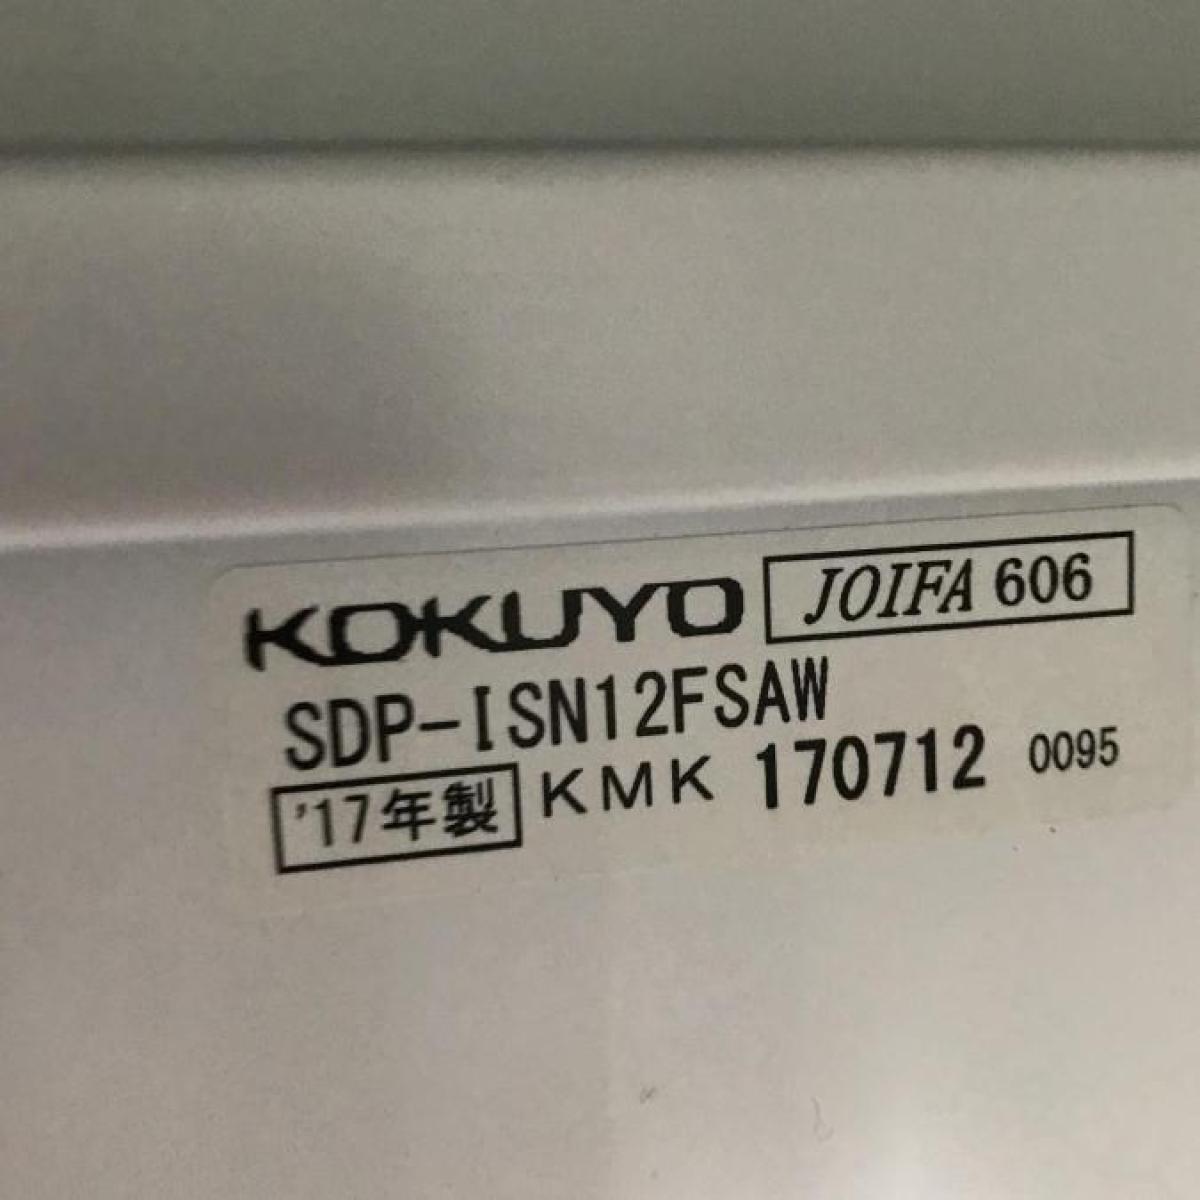 KOKUYO JOIFA 606
SDP-ISN12FSAW
'17年製 KMK 170712 0095